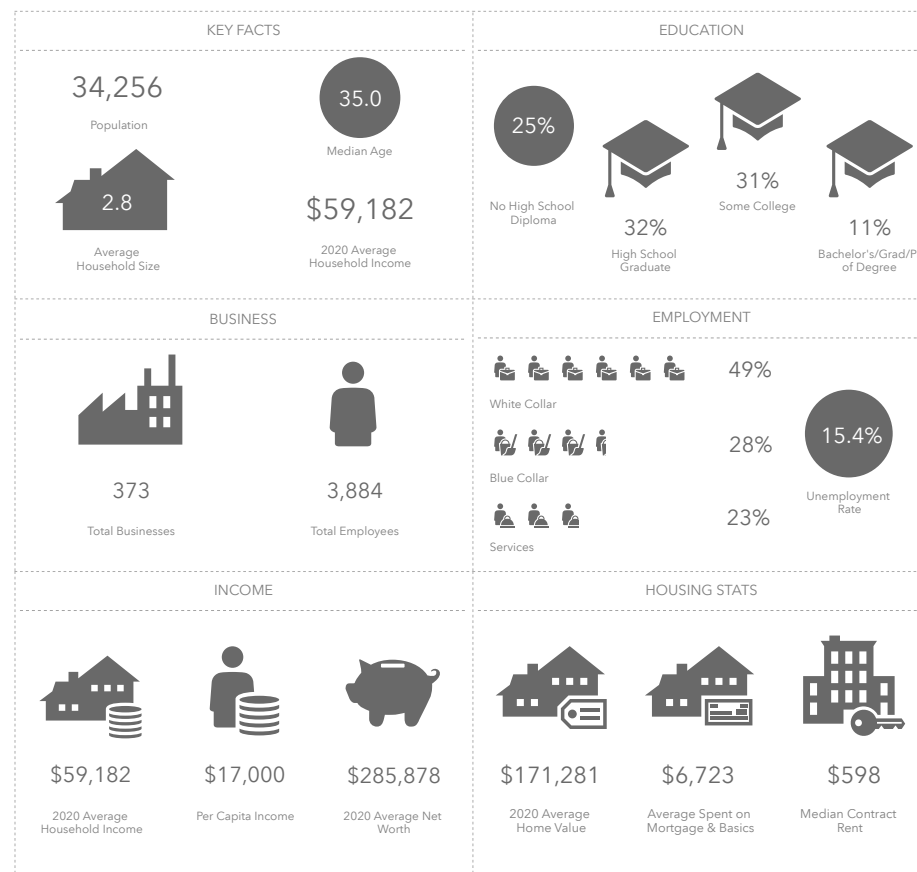 KEY FACTS
34,256
Population
35.0
Median Age
2.8
Average
Household Size
$59,182
2020 Average
Household Income
EDUCATION
25%
No High School
Diploma
32%
High School
Graduate
31%
Some College
11%
Bachelor's/Grad/P
of Degree
BUSINESS
373
Total Businesses
3,884
Total Employees
EMPLOYMENT
49%
White Collar
28%
Blue Collar
23%
Services
15.4%
Unemployment
Rate
INCOME
$59,182
2020 Average
Household Income
$17,000
Per Capita Income
$285,878
2020 Average Net
Worth
HOUSING STATS
$171,281
2020 Average
Home Value
$6,723
Average Spent on
Mortgage & Basics
$598
Median Contract
Rent